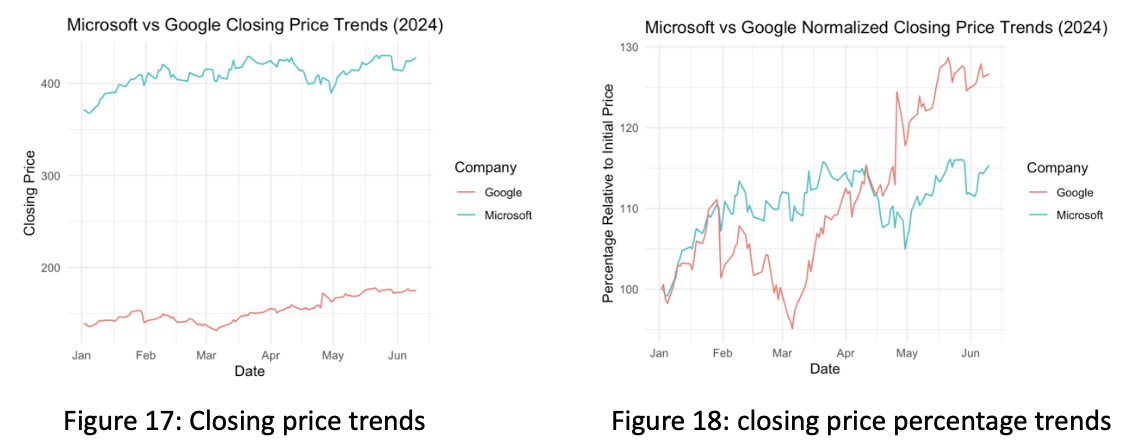 Microsoft vs Google Closing Price Trends (2024)
400
300
200
Closing Price
Jan Feb Mar Apr May Jun
Date
Company
Google
Microsoft
Figure 17: Closing price trends
Microsoft vs Google Normalized Closing Price Trends (2024)
130
120
110
100
Percentage Relative to Initial Price
Jan Feb Mar Apr May Jun
Date
Company
Google
Microsoft
Figure 18: closing price percentage trends